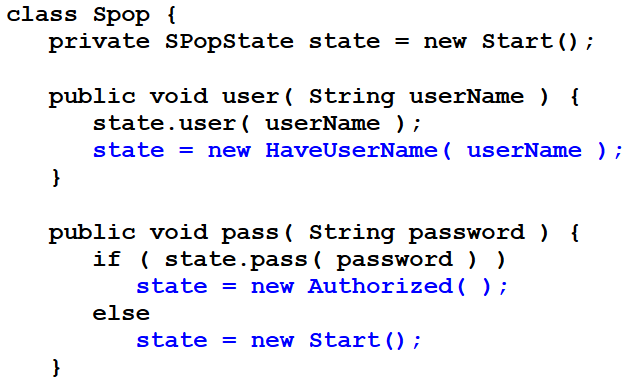 class Spop {
   private SPopState state = new Start();

   public void user( String userName ) {
      state.user( userName );
      state = new HaveUserName( userName );
   }

   public void pass( String password ) {
      if ( state.pass( password ) )
         state = new Authorized( );
      else
         state = new Start();
   }